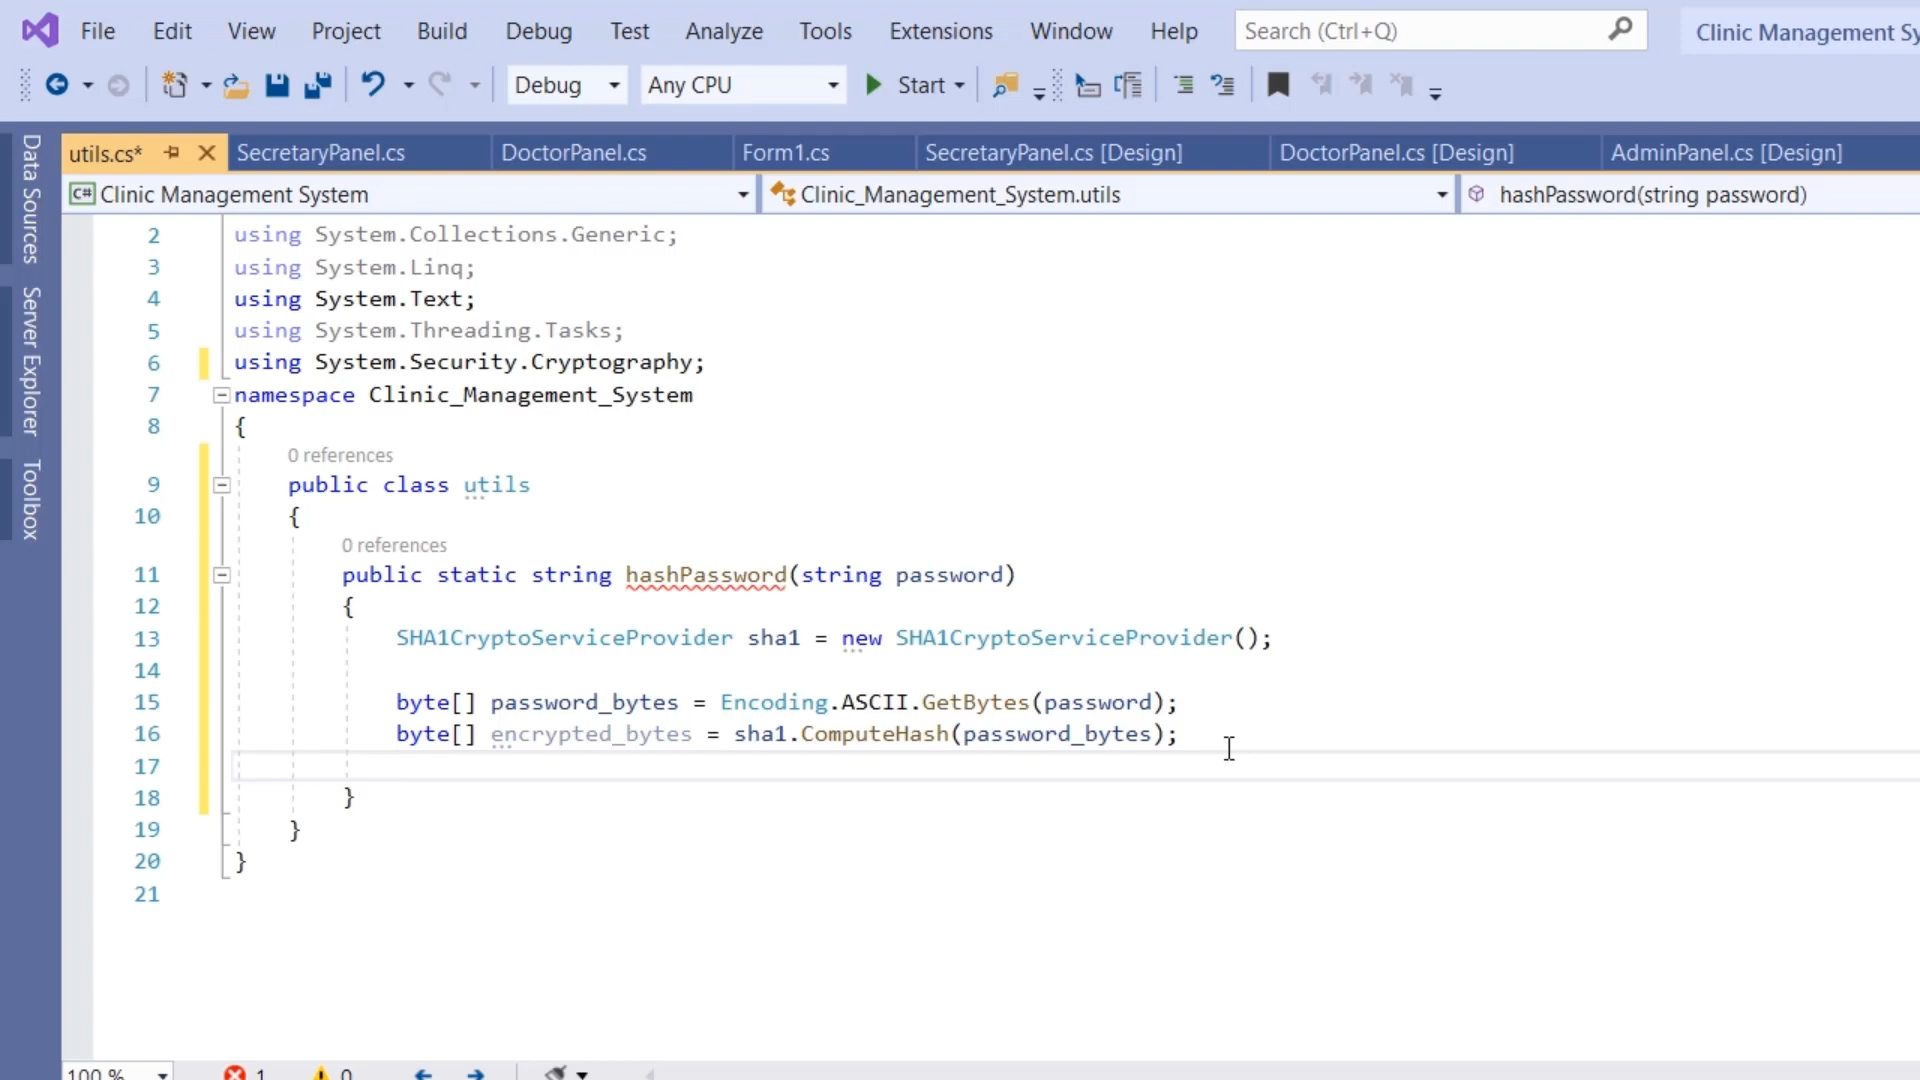 File Edit View Project Build Debug Test Analyze Tools Extensions Window Help Search (Ctrl+Q) Clinic Management Sy
Debug Any CPU Start
Data Sources
Server Explorer
Toolbox
utils.cs* SecretaryPanel.cs DoctorPanel.cs Form1.cs SecretaryPanel.cs [Design] DoctorPanel.cs [Design] AdminPanel.cs [Design]
C# Clinic Management System Clinic_Management_System.utils hashPassword(string password)
2 using System.Collections.Generic;
3 using System.Linq;
4 using System.Text;
5 using System.Threading.Tasks;
6 using System.Security.Cryptography;
7 namespace Clinic_Management_System
8 {
0 references
9 public class utils
10 {
0 references
11 public static string hashPassword(string password)
12 {
13 SHA1CryptoServiceProvider sha1 = new SHA1CryptoServiceProvider();
14
15 byte[] password_bytes = Encoding.ASCII.GetBytes(password);
16 byte[] encrypted_bytes = sha1.ComputeHash(password_bytes);
17
18 }
19 }
20 }
21
100 % 1 0